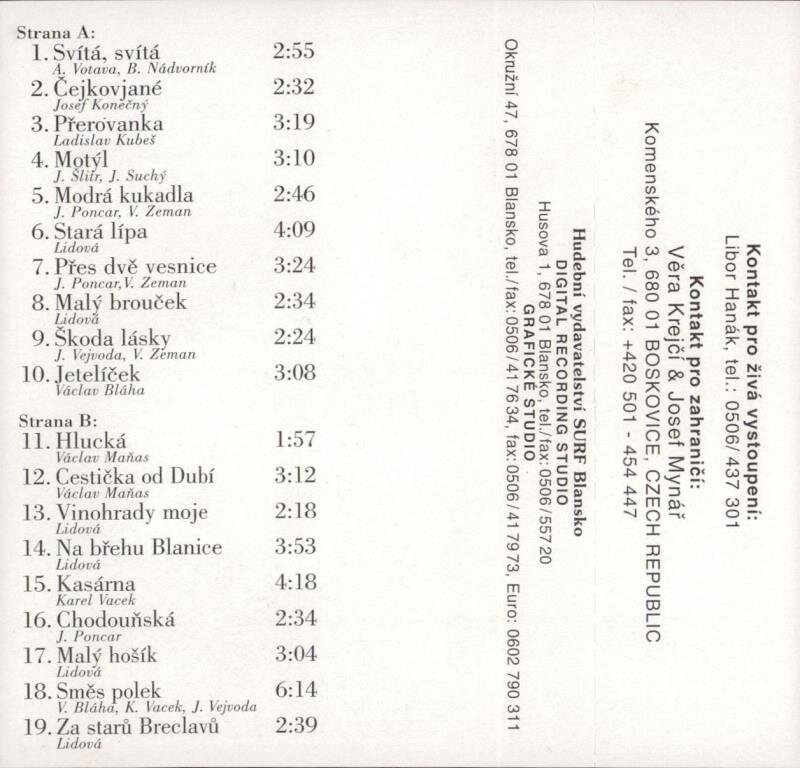 Strana A:
1. Svítá, svítá 2:55
A. Votava, B. Nádvorník
2. Čejkovjané 2:32
Josef Konečný
3. Přerovanka 3:19
Ladislav Kubeš
4. Motýl 3:10
J. Šlitr, J. Suchý
5. Modrá kukadla 2:46
J. Poncar, V. Zeman
6. Stará lípa 4:09
Lidová
7. Přes dvě vesnice 3:24
J. Poncar,V. Zeman
8. Malý brouček 2:34
Lidová
9. Škoda lásky 2:24
J. Vejvoda, V. Zeman
10. Jetelíček 3:08
Václav Bláha
Strana B:
11. Hlucká 1:57
Václav Maňas
12. Cestička od Dubí 3:12
Václav Maňas
13. Vinohrady moje 2:18
Lidová
14. Na břehu Blanice 3:53
Lidová
15. Kasárna 4:18
Karel Vacek
16. Chodouňská 2:34
J. Poncar
17. Malý hošík 3:04
Lidová
18. Směs polek 6:14
V. Bláha, K. Vacek, J. Vejvoda
19. Za starů Breclavů 2:39
Lidová
Kontakt pro živá vystoupení:
Libor Hanák, tel.: 0506/ 437 301
Kontakt pro zahraničí:
Věra Krejčí & Josef Mynář
Komenského 3, 680 01 BOSKOVICE, CZECH REPUBLIC
Tel. / fax: +420 501 - 454 447
Hudební vydavatelství SURF Blansko
DIGITAL RECORDING STUDIO
Husova 1, 678 01 Blansko, tel./fax: 0506/557 20
GRAFICKÉ STUDIO
Okružní 47, 678 01 Blansko, tel./fax: 0506/41 76 34, fax: 0506/41 79 73, Euro: 0602 790 311